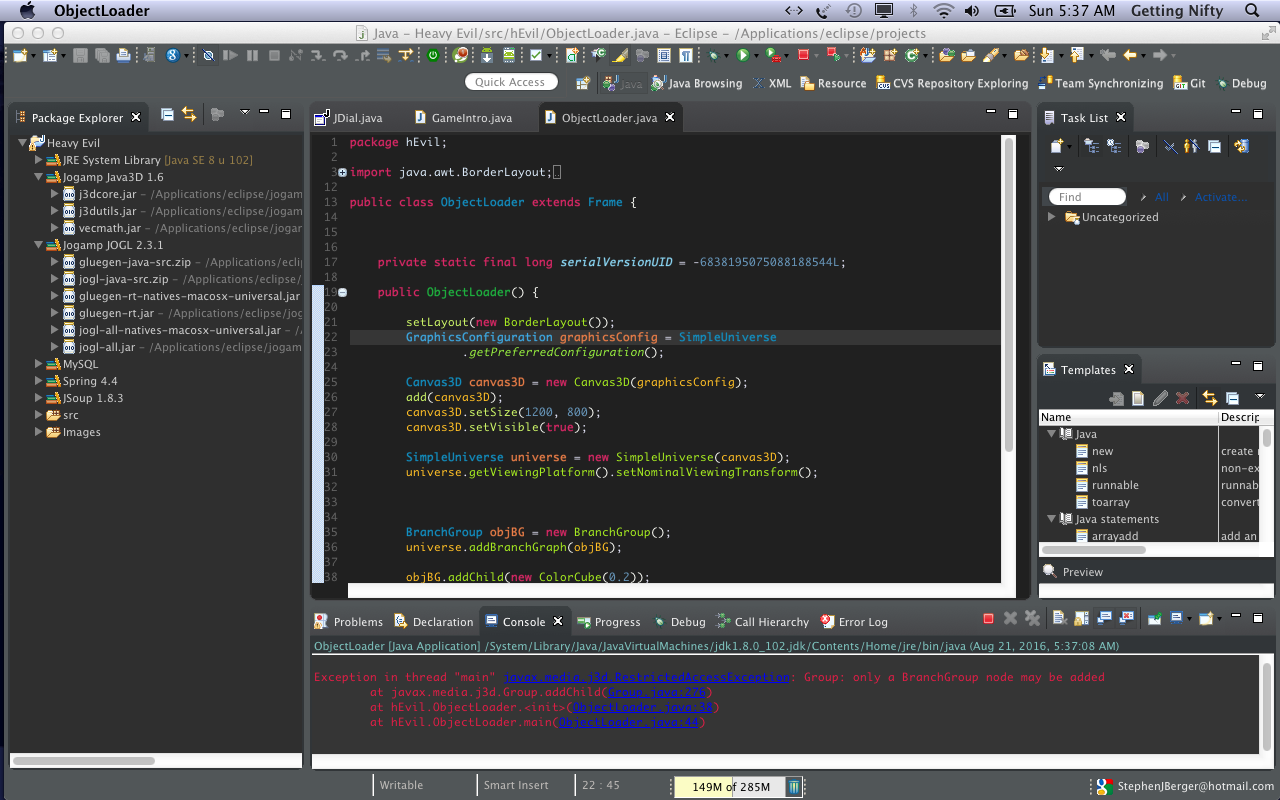 ObjectLoader
Sun 5:37 AM
Getting Nifty
Java – Heavy Evil/src/hEvil/ObjectLoader.java – Eclipse – /Applications/eclipse/projects
Quick Access
Java
Java Browsing
XML
Resource
CVS Repository Exploring
Team Synchronizing
Git
Debug
Package Explorer
Heavy Evil
JRE System Library [Java SE 8 u 102]
Jogamp Java3D 1.6
j3dcore.jar – /Applications/eclipse/jogam
j3dutils.jar – /Applications/eclipse/jogam
vecmath.jar – /Applications/eclipse/jogam
Jogamp JOGL 2.3.1
gluegen-java-src.zip – /Applications/ecli
jogl-java-src.zip – /Applications/eclipse
gluegen-rt-natives-macosx-universal.jar
gluegen-rt.jar – /Applications/eclipse/jo
jogl-all-natives-macosx-universal.jar – /
jogl-all.jar – /Applications/eclipse/jogam
MySQL
Spring 4.4
JSoup 1.8.3
src
Images
JDial.java
GameIntro.java
ObjectLoader.java
1 package hEvil;
2
3 import java.awt.BorderLayout;
12
13 public class ObjectLoader extends Frame {
14
15
16
17 private static final long serialVersionUID = -6838195075088188544L;
18
19 public ObjectLoader() {
20
21 setLayout(new BorderLayout());
22 GraphicsConfiguration graphicsConfig = SimpleUniverse
23 .getPreferredConfiguration();
24
25 Canvas3D canvas3D = new Canvas3D(graphicsConfig);
26 add(canvas3D);
27 canvas3D.setSize(1200, 800);
28 canvas3D.setVisible(true);
29
30 SimpleUniverse universe = new SimpleUniverse(canvas3D);
31 universe.getViewingPlatform().setNominalViewingTransform();
32
33
34
35 BranchGroup objBG = new BranchGroup();
36 universe.addBranchGraph(objBG);
37
38 objBG.addChild(new ColorCube(0.2));
Task List
Find
All
Activate...
Uncategorized
Templates
Name
Descrip
Java
new
create n
nls
non-ex
runnable
runnab
toarray
convert
Java statements
arrayadd
add an
Preview
Problems
Declaration
Console
Progress
Debug
Call Hierarchy
Error Log
ObjectLoader [Java Application] /System/Library/Java/JavaVirtualMachines/jdk1.8.0_102.jdk/Contents/Home/jre/bin/java (Aug 21, 2016, 5:37:08 AM)
Exception in thread "main" javax.media.j3d.RestrictedAccessException: Group: only a BranchGroup node may be added
at javax.media.j3d.Group.addChild(Group.java:276)
at hEvil.ObjectLoader.<init>(ObjectLoader.java:38)
at hEvil.ObjectLoader.main(ObjectLoader.java:44)
Writable
Smart Insert
22 : 45
149M of 285M
StephenJBerger@hotmail.com